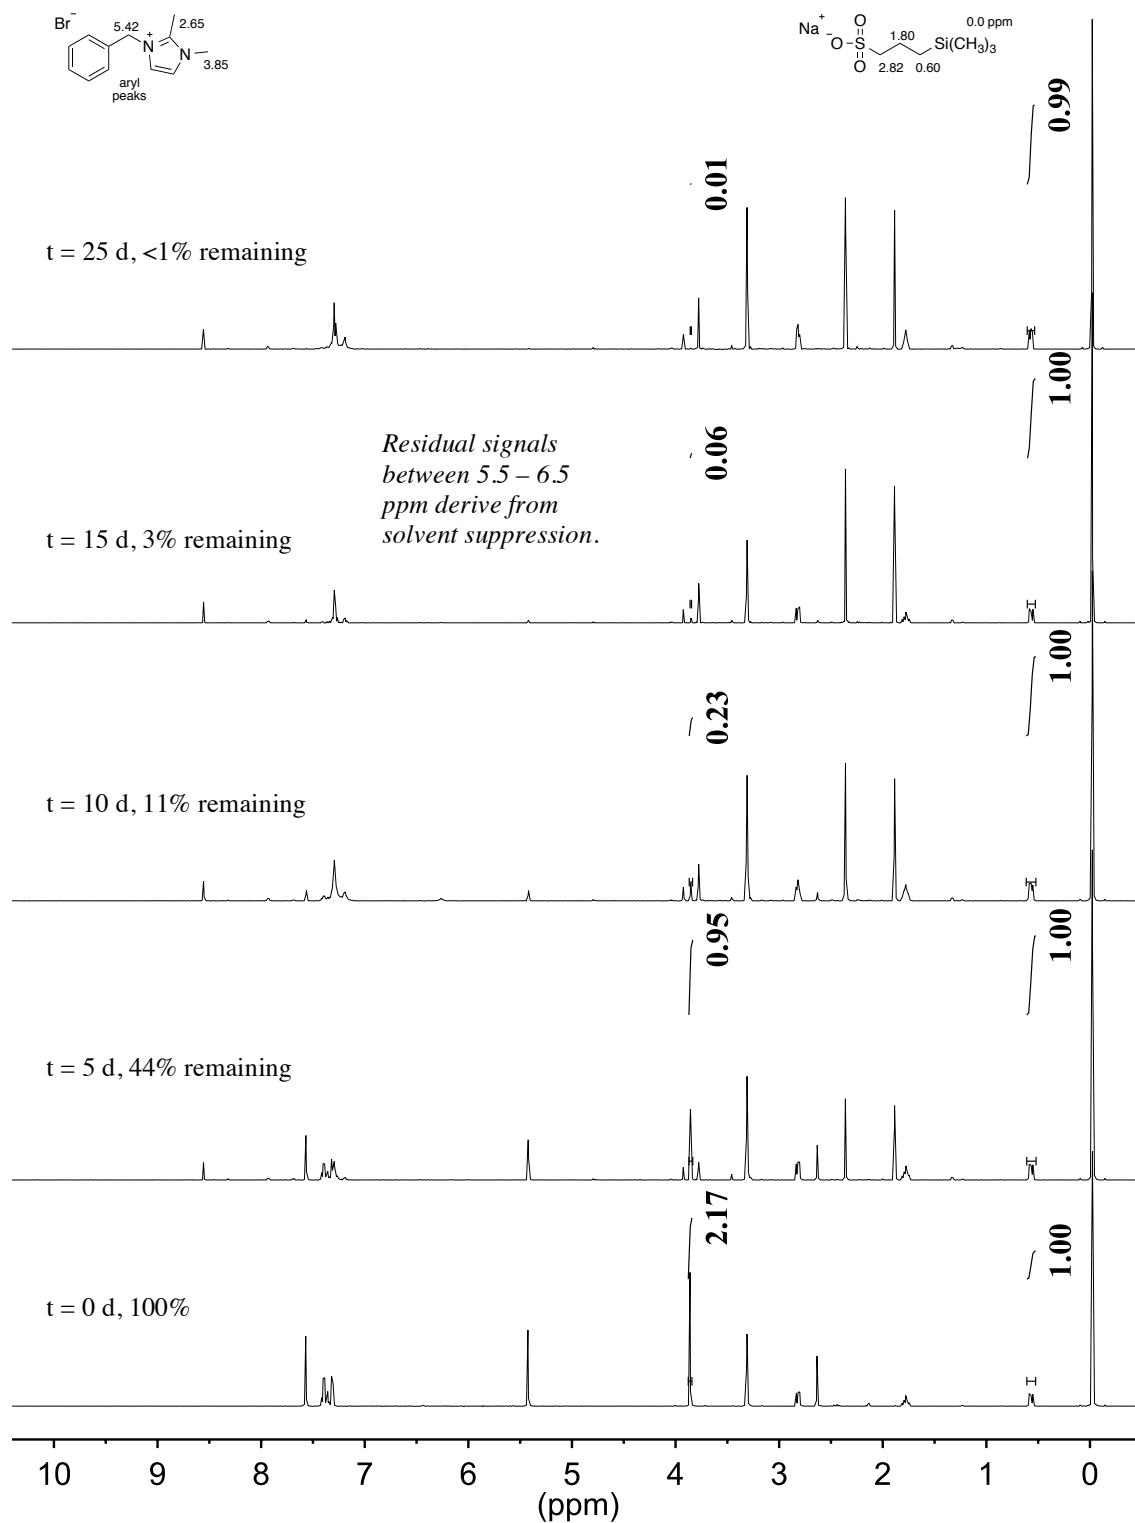 Br−
5.42
2.65
N
+
N
3.85
aryl
peaks
Na+
−O
S
O
O
1.80
2.82
0.60
Si(CH3)3
0.0 ppm
0.99
0.01
t = 25 d, <1% remaining
1.00
0.06
Residual signals
between 5.5 – 6.5
ppm derive from
solvent suppression.
t = 15 d, 3% remaining
1.00
0.23
t = 10 d, 11% remaining
1.00
0.95
t = 5 d, 44% remaining
1.00
2.17
t = 0 d, 100%
10 9 8 7 6 5 4 3 2 1 0
(ppm)